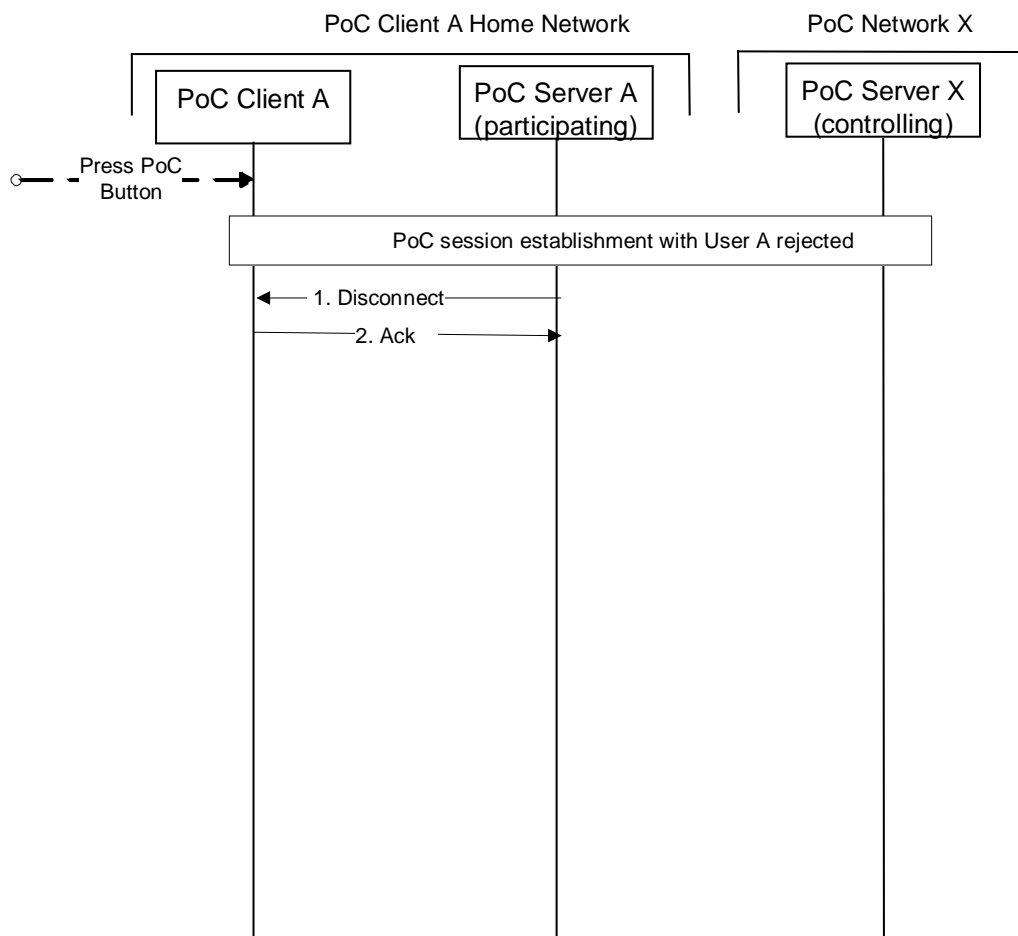 PoC Client A Home Network
PoC Network X
PoC Client A
PoC Server A
(participating)
PoC Server X
(controlling)
Press PoC
Button
PoC session establishment with User A rejected
1. Disconnect
2. Ack